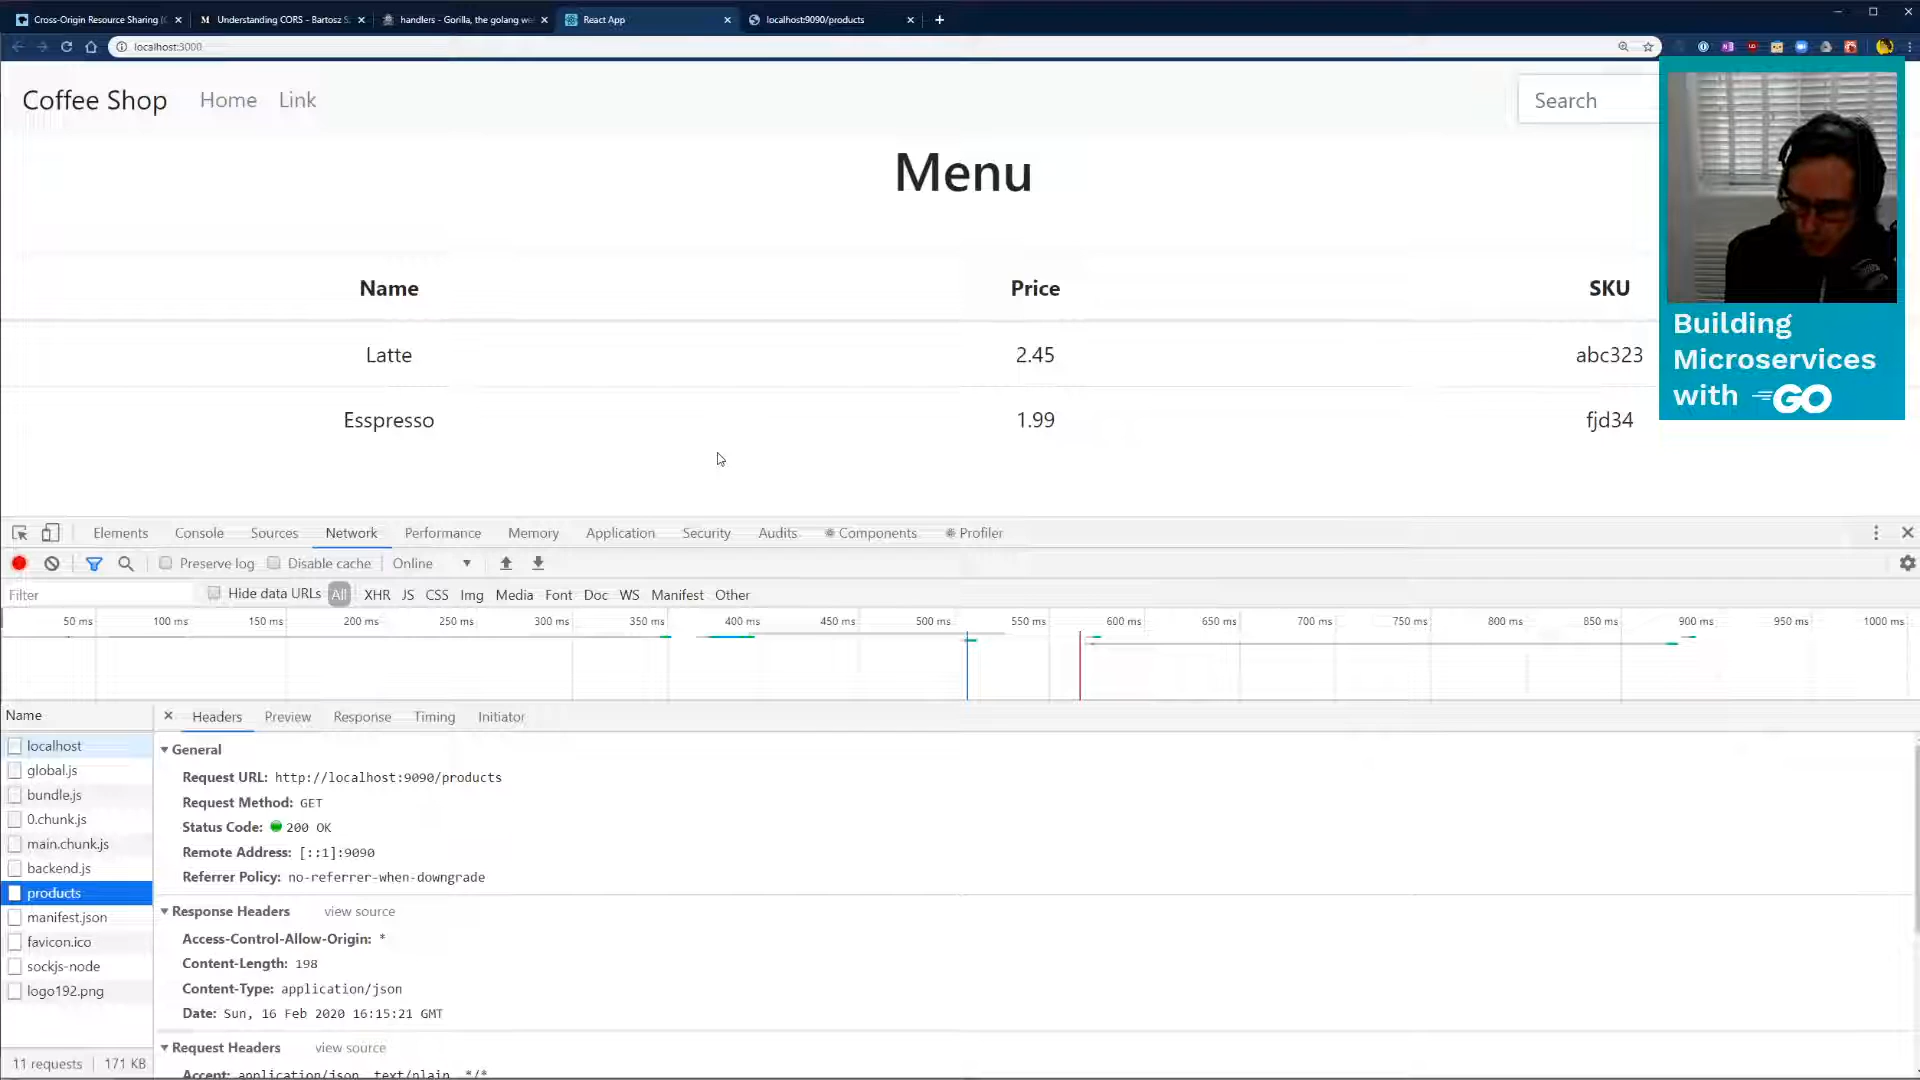 Cross-Origin Resource Sharing (C
Understanding CORS - Bartosz S
handlers - Gorilla, the golang we
React App
localhost:9090/products
localhost:3000
Coffee Shop
Home
Link
Search
Menu
Name
Price
SKU
Latte
2.45
abc323
Esspresso
1.99
fjd34
Building
Microservices
with GO
Elements
Console
Sources
Network
Performance
Memory
Application
Security
Audits
Components
Profiler
Preserve log
Disable cache
Online
Filter
Hide data URLs
All
XHR
JS
CSS
Img
Media
Font
Doc
WS
Manifest
Other
50 ms
100 ms
150 ms
200 ms
250 ms
300 ms
350 ms
400 ms
450 ms
500 ms
550 ms
600 ms
650 ms
700 ms
750 ms
800 ms
850 ms
900 ms
950 ms
1000 ms
Name
Headers
Preview
Response
Timing
Initiator
localhost
global.js
bundle.js
0.chunk.js
main.chunk.js
backend.js
products
manifest.json
favicon.ico
sockjs-node
logo192.png
11 requests
171 KB
General
Request URL: http://localhost:9090/products
Request Method: GET
Status Code: 200 OK
Remote Address: [::1]:9090
Referrer Policy: no-referrer-when-downgrade
Response Headers
view source
Access-Control-Allow-Origin: *
Content-Length: 198
Content-Type: application/json
Date: Sun, 16 Feb 2020 16:15:21 GMT
Request Headers
view source
Accept: application/json, text/plain, */*